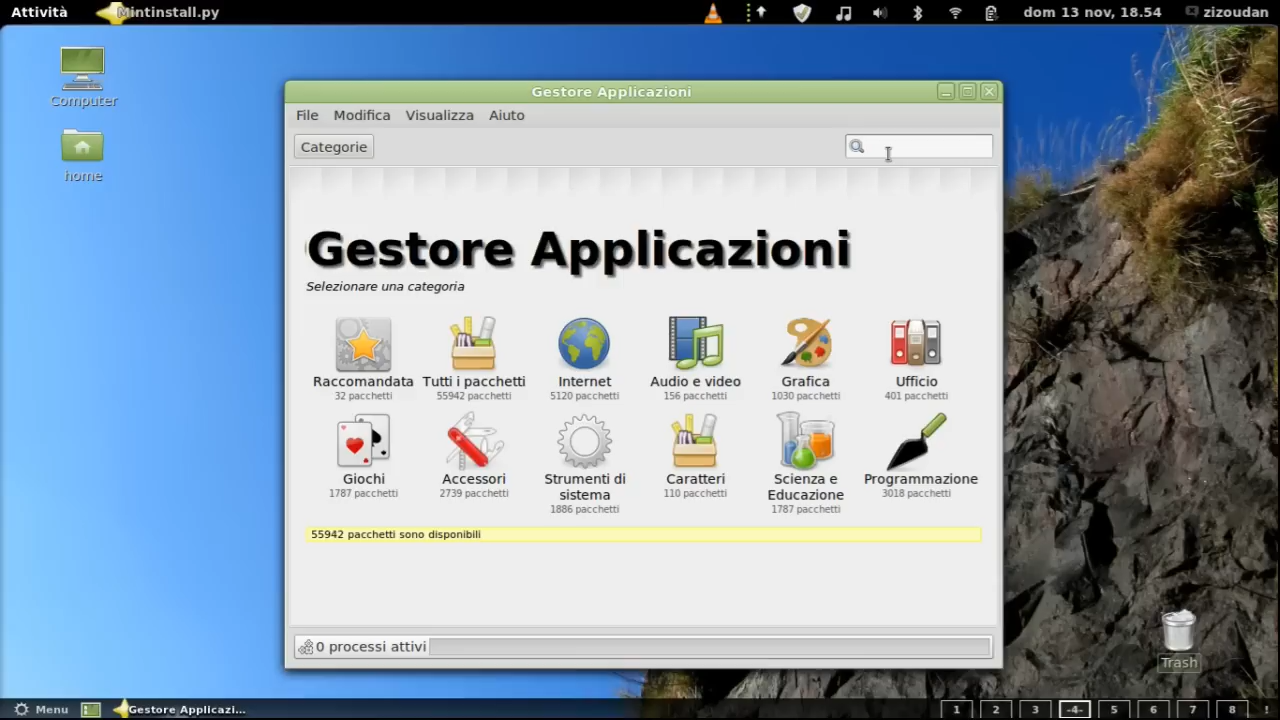 Attività
Mintinstall.py
dom 13 nov, 18.54
zizoudan
Computer
home
Gestore Applicazioni
File Modifica Visualizza Aiuto
Categorie
Gestore Applicazioni
Selezionare una categoria
Raccomandata
32 pacchetti
Tutti i pacchetti
55942 pacchetti
Internet
5120 pacchetti
Audio e video
156 pacchetti
Grafica
1030 pacchetti
Ufficio
401 pacchetti
Giochi
1787 pacchetti
Accessori
2739 pacchetti
Strumenti di
sistema
1886 pacchetti
Caratteri
110 pacchetti
Scienza e
Educazione
1787 pacchetti
Programmazione
3018 pacchetti
55942 pacchetti sono disponibili
0 processi attivi
Trash
Menu
Gestore Applicazi...
1 2 3 -4- 5 6 7 8 !